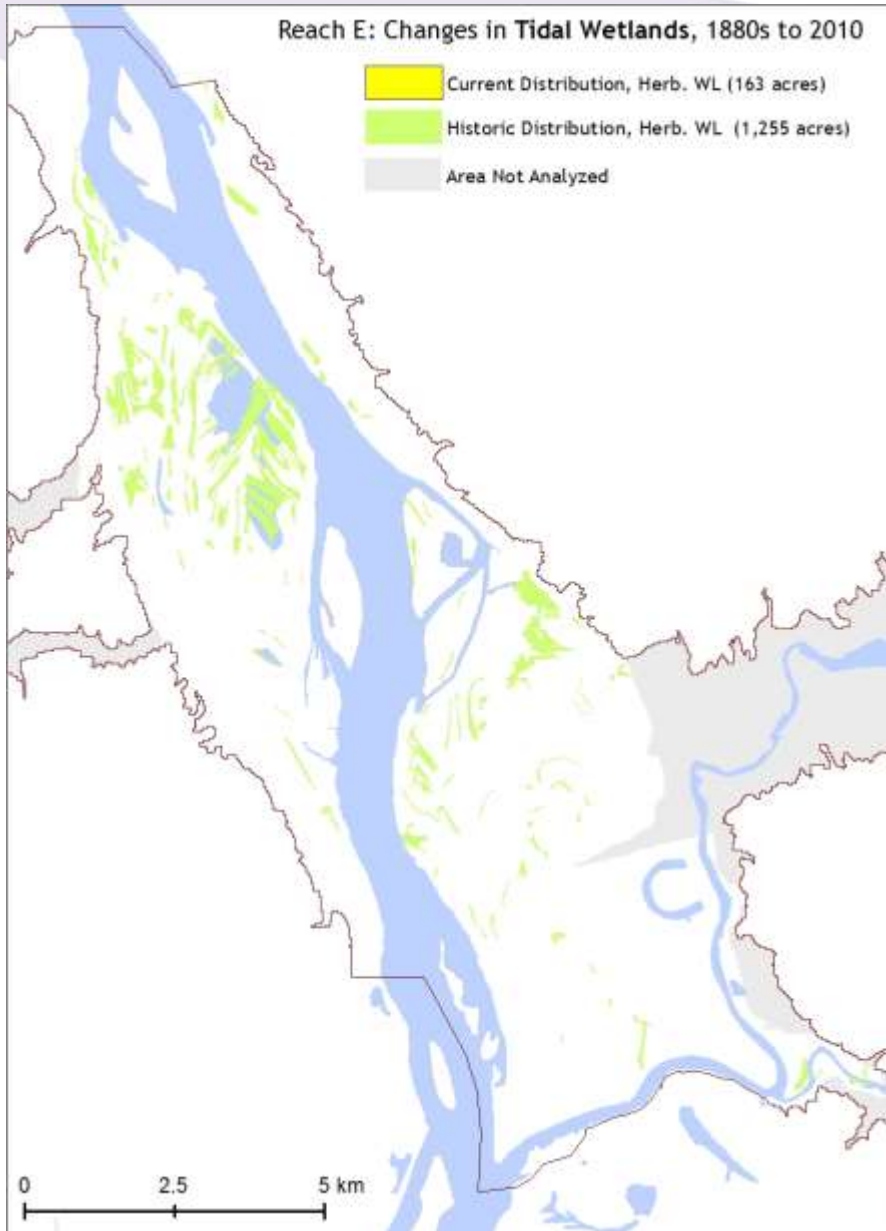 Reach E: Changes in Tidal Wetlands, 1880s to 2010
Current Distribution, Herb. WL (163 acres)
Historic Distribution, Herb. WL (1,255 acres)
Area Not Analyzed
0 2.5 5 km